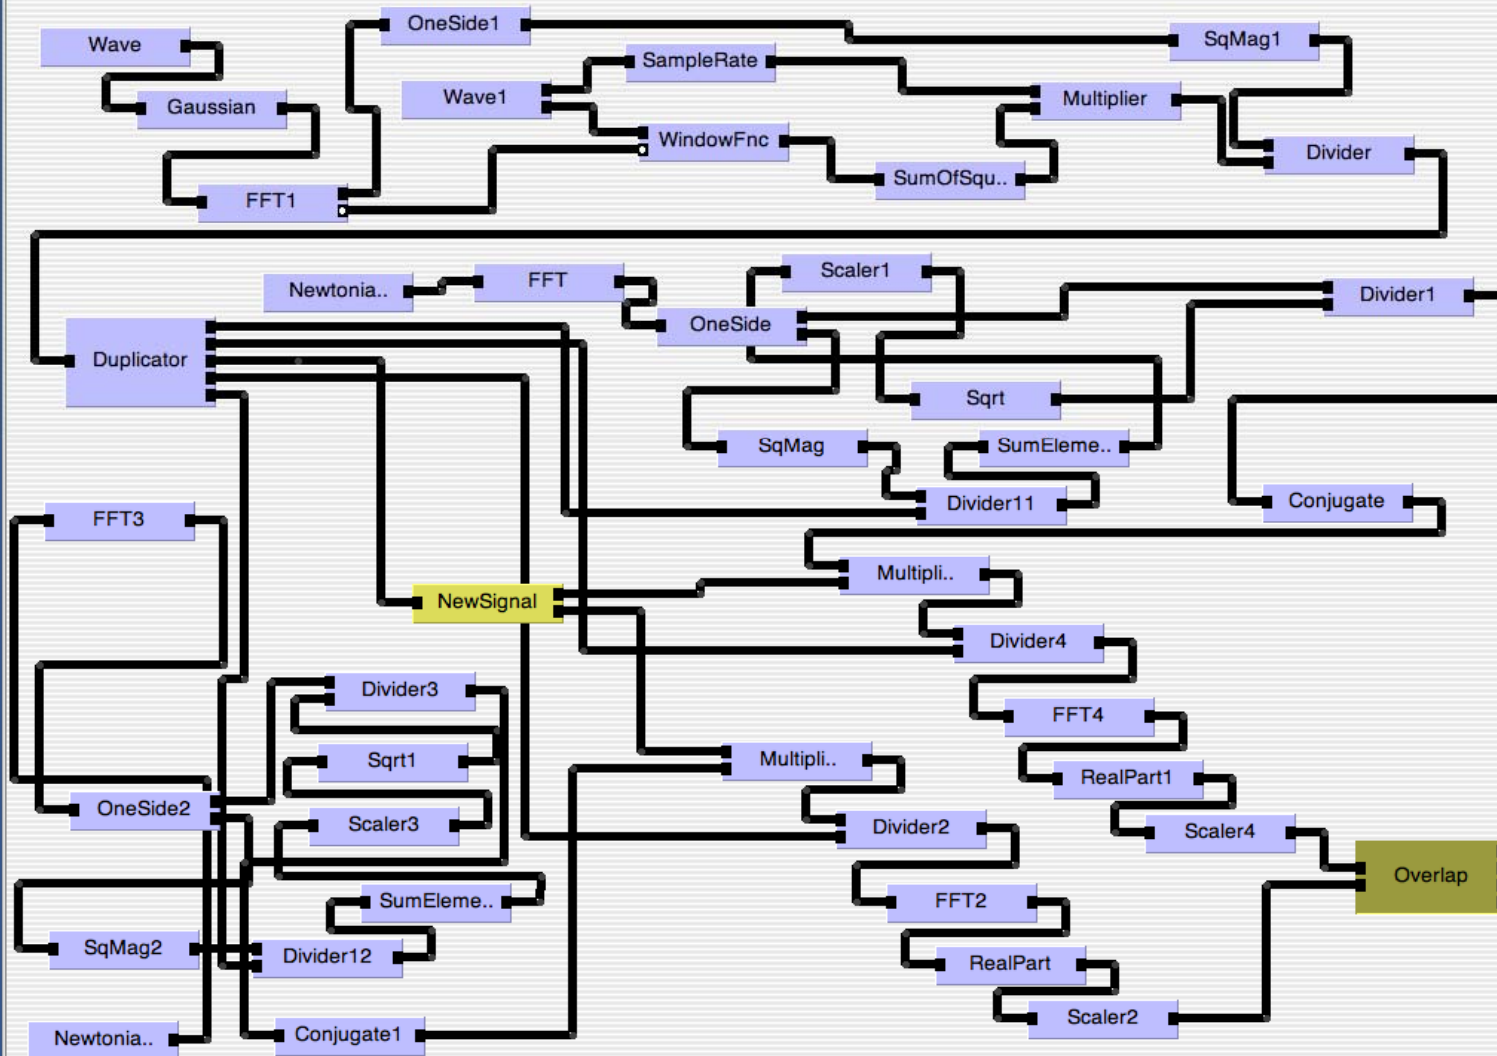 OneSide1
Wave
SqMag1
SampleRate
Wave1
Gaussian
Multiplier
WindowFnc
Divider
SumOfSqu..
FFT1
Scaler1
Newtonia..
FFT
Divider1
OneSide
Duplicator
Sqrt
SqMag
SumEleme..
Divider11
Conjugate
FFT3
Multipli..
NewSignal
Divider4
Divider3
FFT4
Sqrt1
Multipli..
RealPart1
OneSide2
Scaler3
Divider2
Scaler4
Overlap
SumEleme..
FFT2
SqMag2
Divider12
RealPart
Scaler2
Newtonia..
Conjugate1